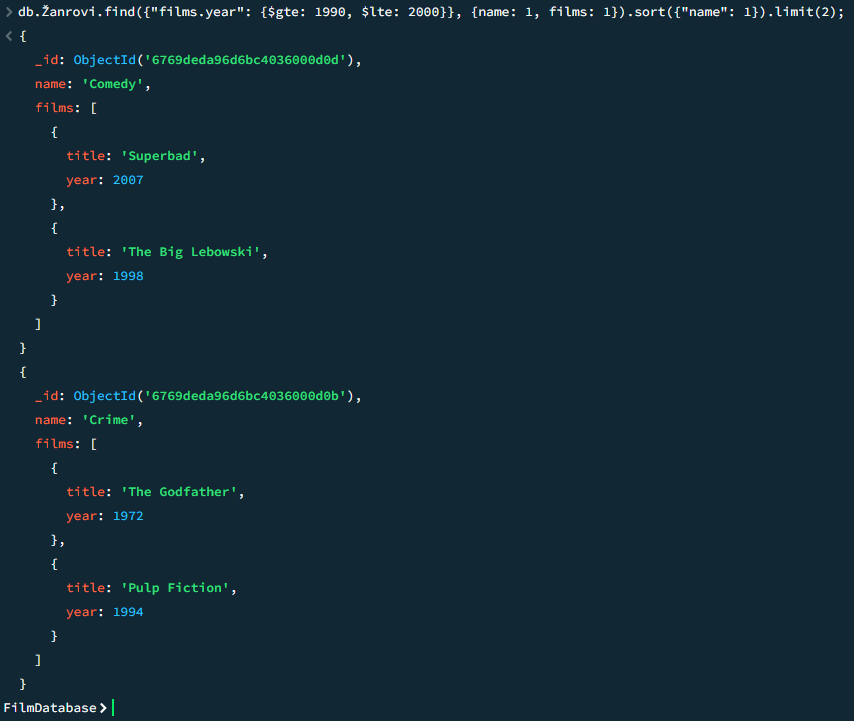 > db.Žanrovi.find({"films.year": {$gte: 1990, $lte: 2000}}, {name: 1, films: 1}).sort({"name": 1}).limit(2);
< {
_id: ObjectId('6769deda96d6bc4036000d0d'),
name: 'Comedy',
films: [
{
title: 'Superbad',
year: 2007
},
{
title: 'The Big Lebowski',
year: 1998
}
]
}
{
_id: ObjectId('6769deda96d6bc4036000d0b'),
name: 'Crime',
films: [
{
title: 'The Godfather',
year: 1972
},
{
title: 'Pulp Fiction',
year: 1994
}
]
}
FilmDatabase>